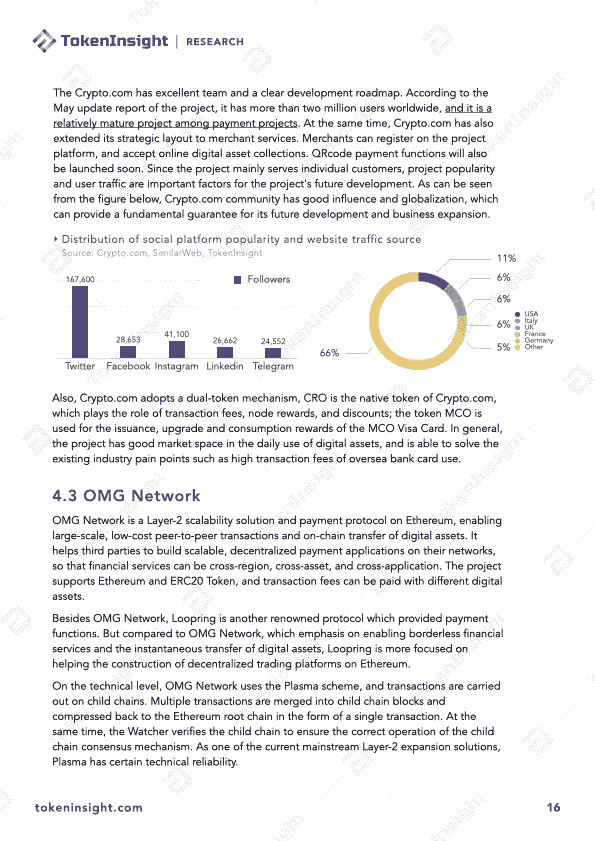 TokenInsight | RESEARCH
The Crypto.com has excellent team and a clear development roadmap. According to the
May update report of the project, it has more than two million users worldwide, and it is a
relatively mature project among payment projects. At the same time, Crypto.com has also
extended its strategic layout to merchant services. Merchants can register on the project
platform, and accept online digital asset collections. QRcode payment functions will also
be launched soon. Since the project mainly serves individual customers, project popularity
and user traffic are important factors for the project's future development. As can be seen
from the figure below, Crypto.com community has good influence and globalization, which
can provide a fundamental guarantee for its future development and business expansion.
Distribution of social platform popularity and website traffic source
Source: Crypto.com, SimilarWeb, TokenInsight
167,600
28,653
41,100
26,662
24,552
Followers
Twitter Facebook Instagram Linkedin Telegram
11%
6%
6%
6%
5%
66%
USA
Italy
UK
France
Germany
Other
Also, Crypto.com adopts a dual-token mechanism, CRO is the native token of Crypto.com,
which plays the role of transaction fees, node rewards, and discounts; the token MCO is
used for the issuance, upgrade and consumption rewards of the MCO Visa Card. In general,
the project has good market space in the daily use of digital assets, and is able to solve the
existing industry pain points such as high transaction fees of oversea bank card use.
4.3 OMG Network
OMG Network is a Layer-2 scalability solution and payment protocol on Ethereum, enabling
large-scale, low-cost peer-to-peer transactions and on-chain transfer of digital assets. It
helps third parties to build scalable, decentralized payment applications on their networks,
so that financial services can be cross-region, cross-asset, and cross-application. The project
supports Ethereum and ERC20 Token, and transaction fees can be paid with different digital
assets.
Besides OMG Network, Loopring is another renowned protocol which provided payment
functions. But compared to OMG Network, which emphasis on enabling borderless financial
services and the instantaneous transfer of digital assets, Loopring is more focused on
helping the construction of decentralized trading platforms on Ethereum.
On the technical level, OMG Network uses the Plasma scheme, and transactions are carried
out on child chains. Multiple transactions are merged into child chain blocks and
compressed back to the Ethereum root chain in the form of a single transaction. At the
same time, the Watcher verifies the child chain to ensure the correct operation of the child
chain consensus mechanism. As one of the current mainstream Layer-2 expansion solutions,
Plasma has certain technical reliability.
tokeninsight.com
16